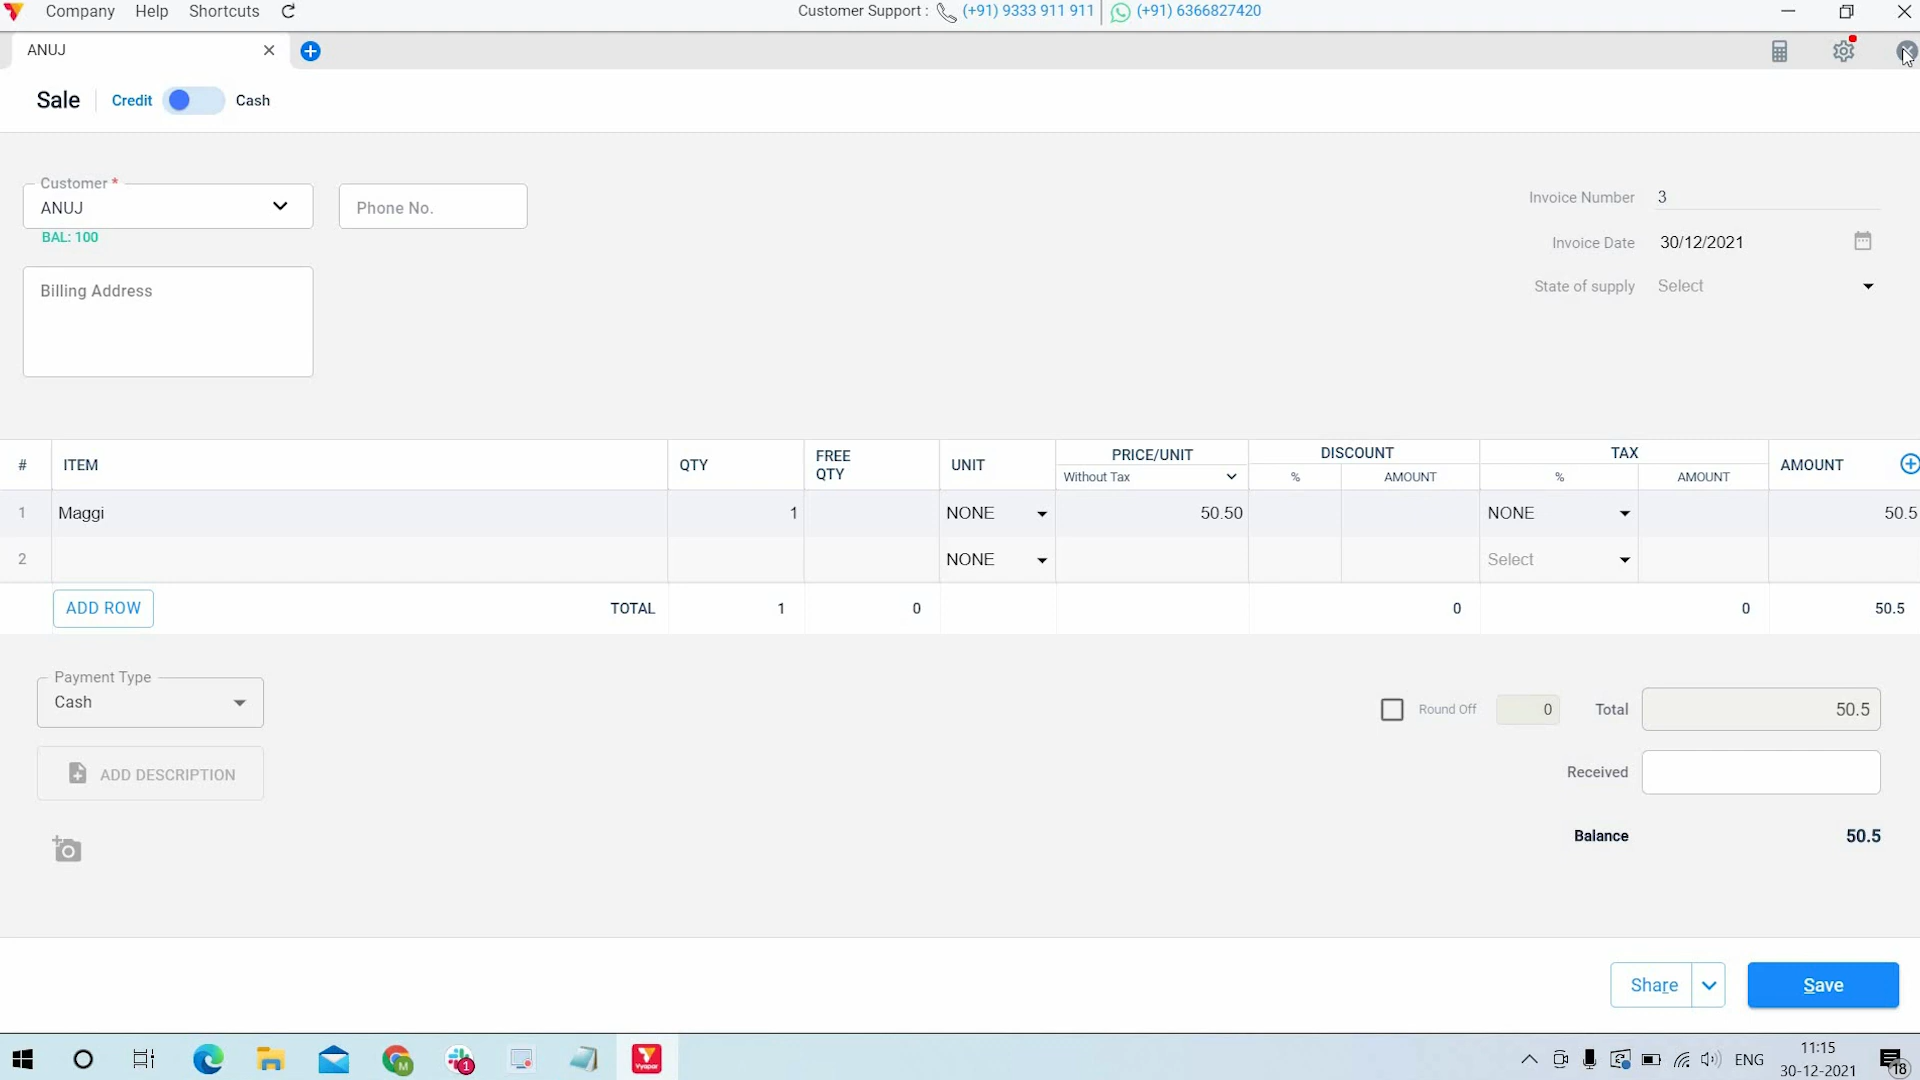 Company Help Shortcuts Customer Support : (+91) 9333 911 911 (+91) 6366827420
ANUJ
Sale Credit Cash
Customer *
ANUJ
BAL: 100
Phone No.
Billing Address
Invoice Number 3
Invoice Date 30/12/2021
State of supply Select
# ITEM QTY FREE QTY UNIT PRICE/UNIT DISCOUNT TAX AMOUNT
Without Tax % AMOUNT % AMOUNT
1 Maggi 1 NONE 50.50 NONE 50.5
2 NONE Select
ADD ROW TOTAL 1 0 0 0 50.5
Payment Type
Cash
ADD DESCRIPTION
Round Off 0 Total 50.5
Received
Balance 50.5
Share Save
M 1 Vyapar ENG 11:15
30-12-2021 18